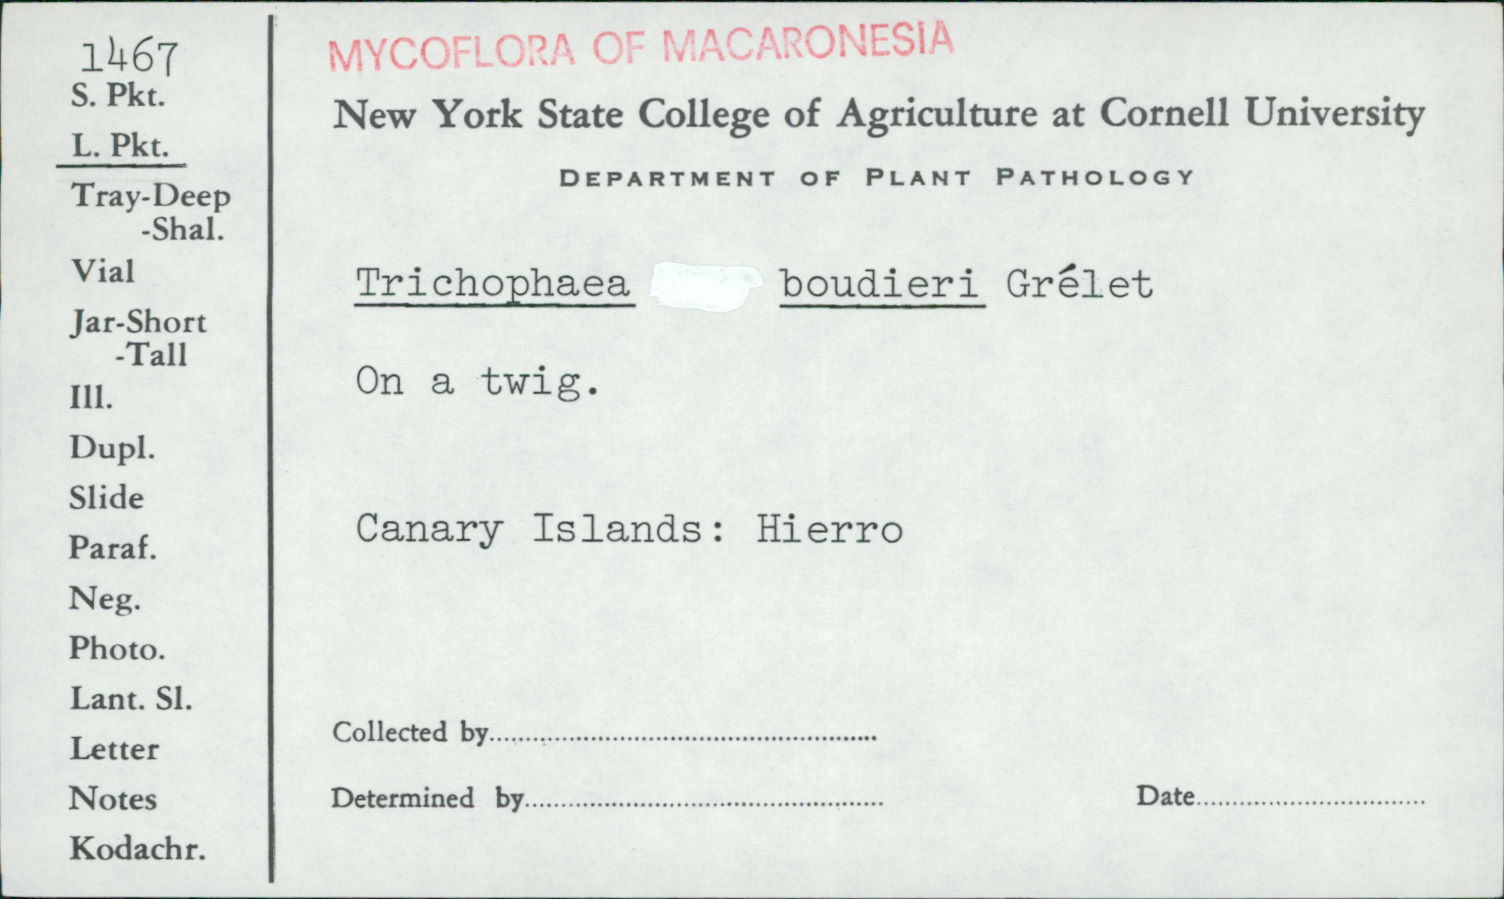 1467
S. Pkt.
L. Pkt.
Tray-Deep
-Shal.
Vial
Jar-Short
-Tall
Ill.
Dupl.
Slide
Paraf.
Neg.
Photo.
Lant. Sl.
Letter
Notes
Kodachr.
MYCOFLORA OF MACARONESIA
New York State College of Agriculture at Cornell University
DEPARTMENT OF PLANT PATHOLOGY
Trichophaea boudieri Grélet
On a twig.
Canary Islands: Hierro
Collected by
Determined by
Date